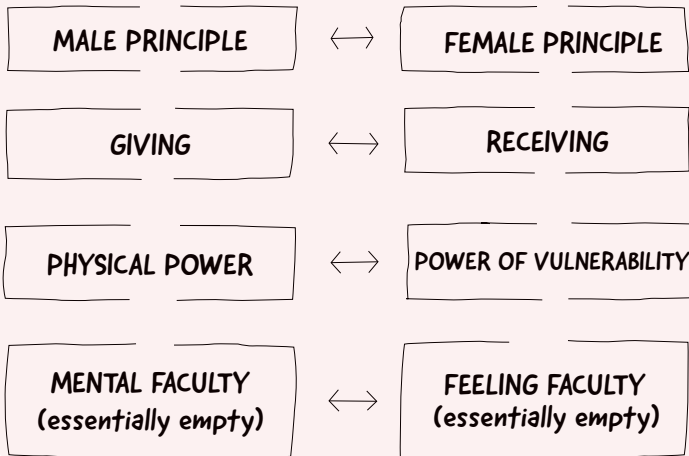 MALE PRINCIPLE
FEMALE PRINCIPLE
GIVING
RECEIVING
PHYSICAL POWER
POWER OF VULNERABILITY
MENTAL FACULTY
(essentially empty)
FEELING FACULTY
(essentially empty)